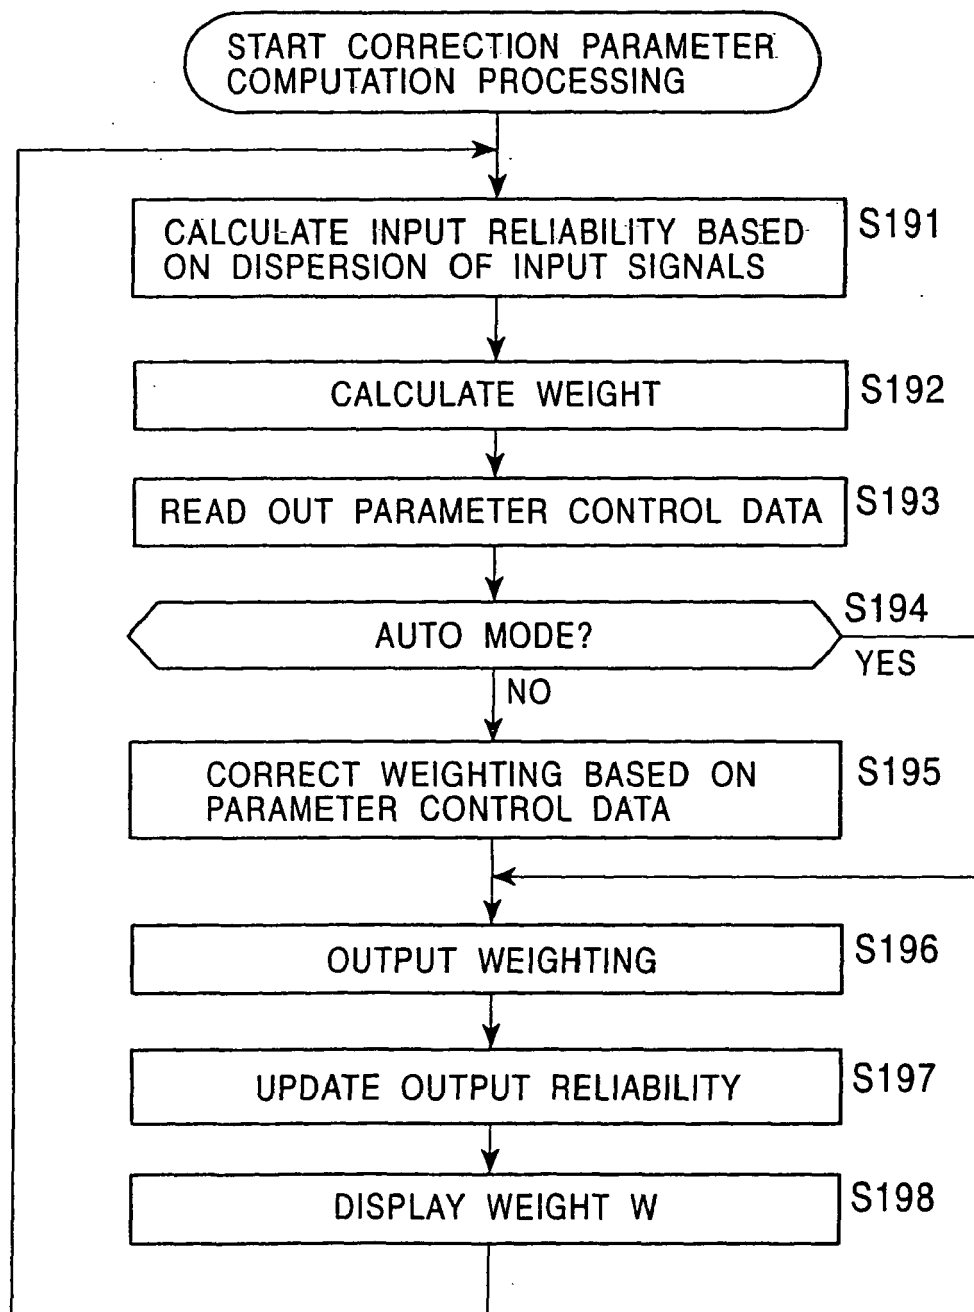 START CORRECTION PARAMETER
COMPUTATION PROCESSING
CALCULATE INPUT RELIABILITY BASED
ON DISPERSION OF INPUT SIGNALS
S191
CALCULATE WEIGHT
S192
READ OUT PARAMETER CONTROL DATA
S193
AUTO MODE?
S194
YES
NO
CORRECT WEIGHTING BASED ON
PARAMETER CONTROL DATA
S195
OUTPUT WEIGHTING
S196
UPDATE OUTPUT RELIABILITY
S197
DISPLAY WEIGHT W
S198